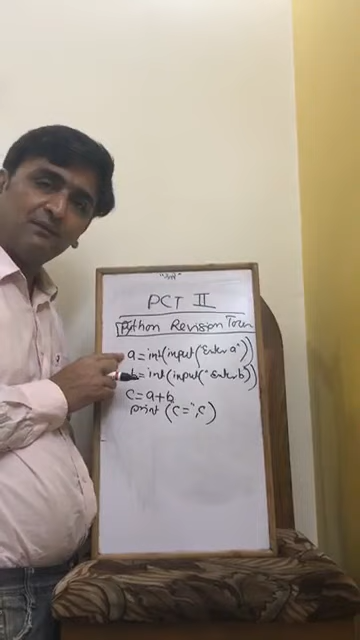 PCT II
Python Revision Tour
a=int(input("Enter a"))
b=int(input("Enter b))
c=a+b
print (c=",c)